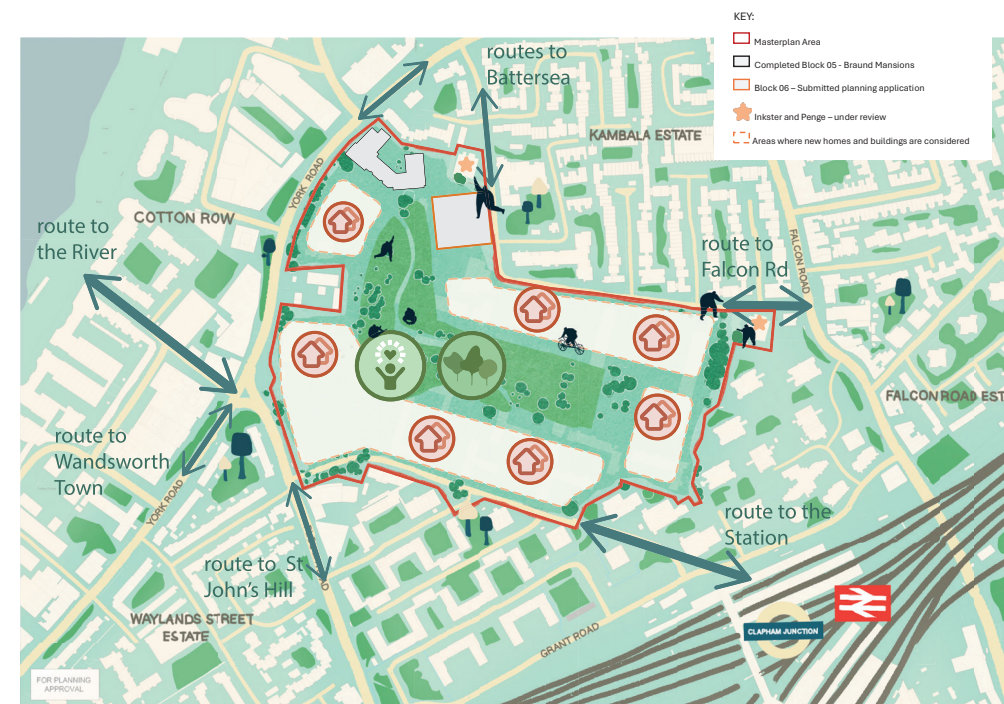 KEY:
Masterplan Area
Completed Block 05 - Braund Mansions
Block 06 – Submitted planning application
Inkster and Penge – under review
Areas where new homes and buildings are considered
routes to
Battersea
KAMBALA ESTATE
YORK ROAD
COTTON ROW
route to
the River
FALCON ROAD
route to
Falcon Rd
FALCON ROAD EST
route to
Wandsworth
Town
YORK ROAD
route to the
Station
route to St
John's Hill
WAYLANDS STREET
ESTATE
GRANT ROAD
CLAPHAM JUNCTION
FOR PLANNING
APPROVAL